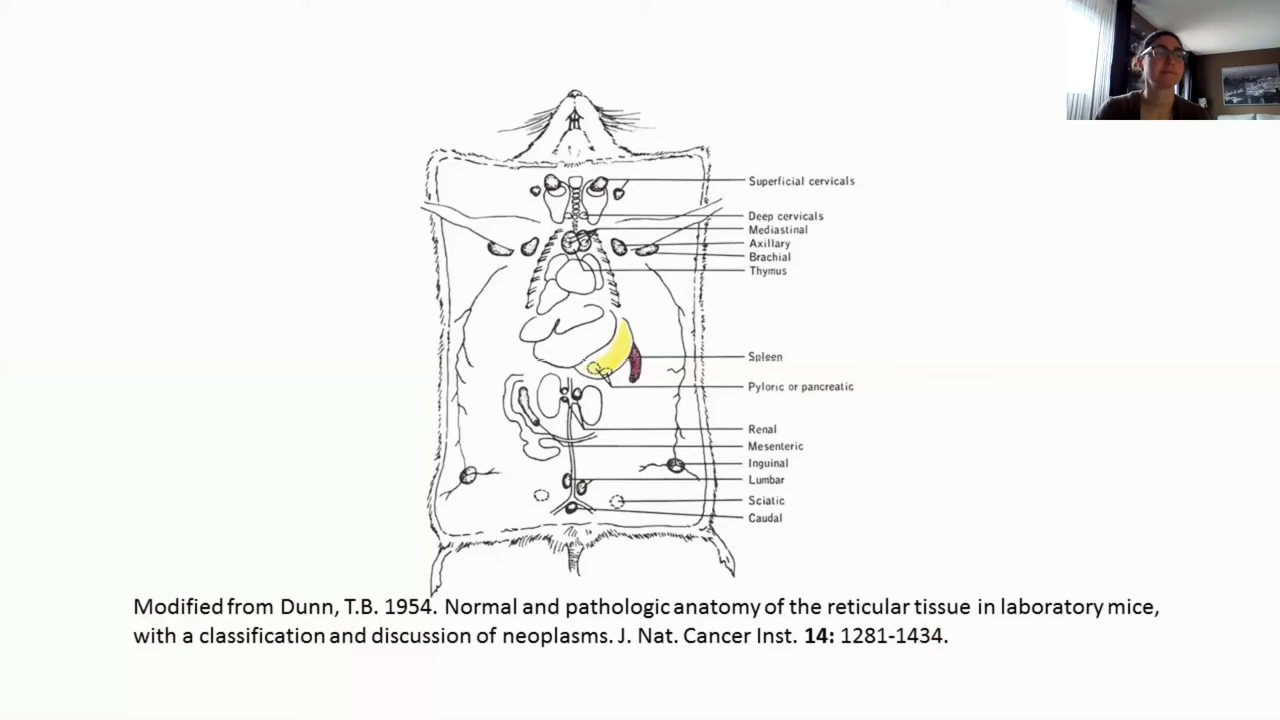 Superficial cervicals
Deep cervicals
Mediastinal
Axillary
Brachial
Thymus
Spleen
Pyloric or pancreatic
Renal
Mesenteric
Inguinal
Lumbar
Sciatic
Caudal
Modified from Dunn, T.B. 1954. Normal and pathologic anatomy of the reticular tissue in laboratory mice,
with a classification and discussion of neoplasms. J. Nat. Cancer Inst. 14: 1281-1434.